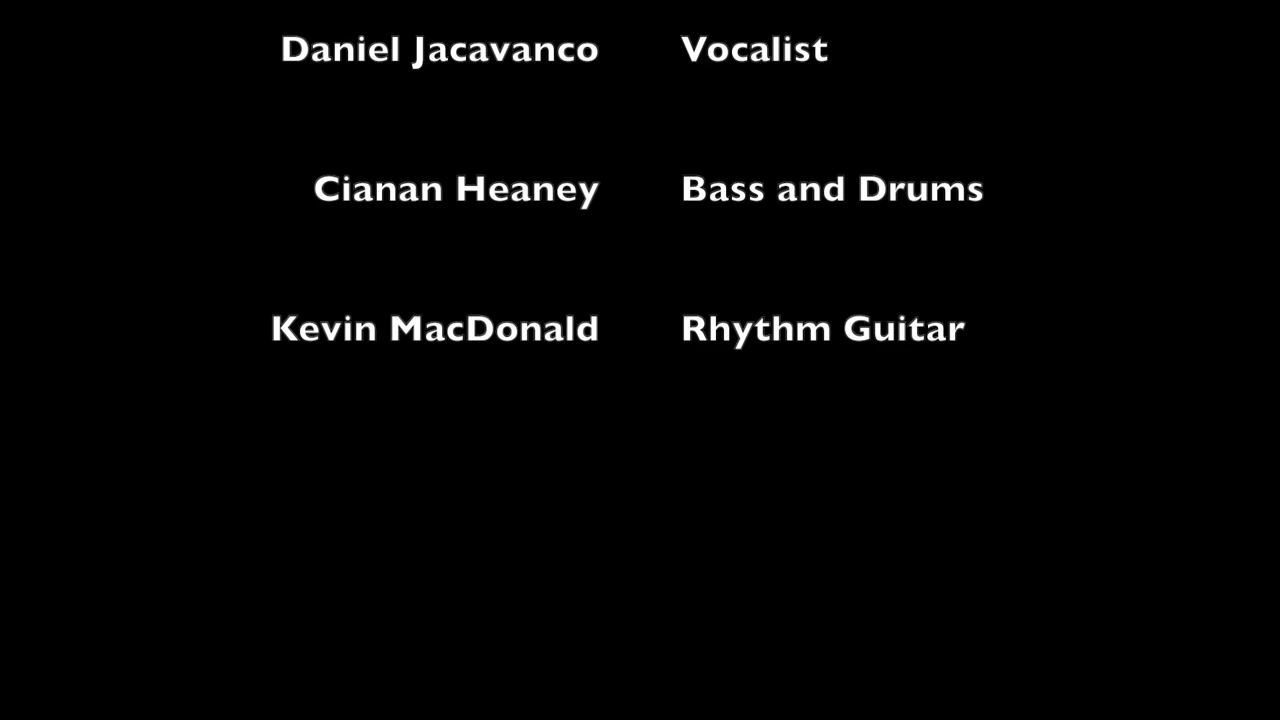 Daniel Jacavanco Vocalist
Cianan Heaney Bass and Drums
Kevin MacDonald Rhythm Guitar